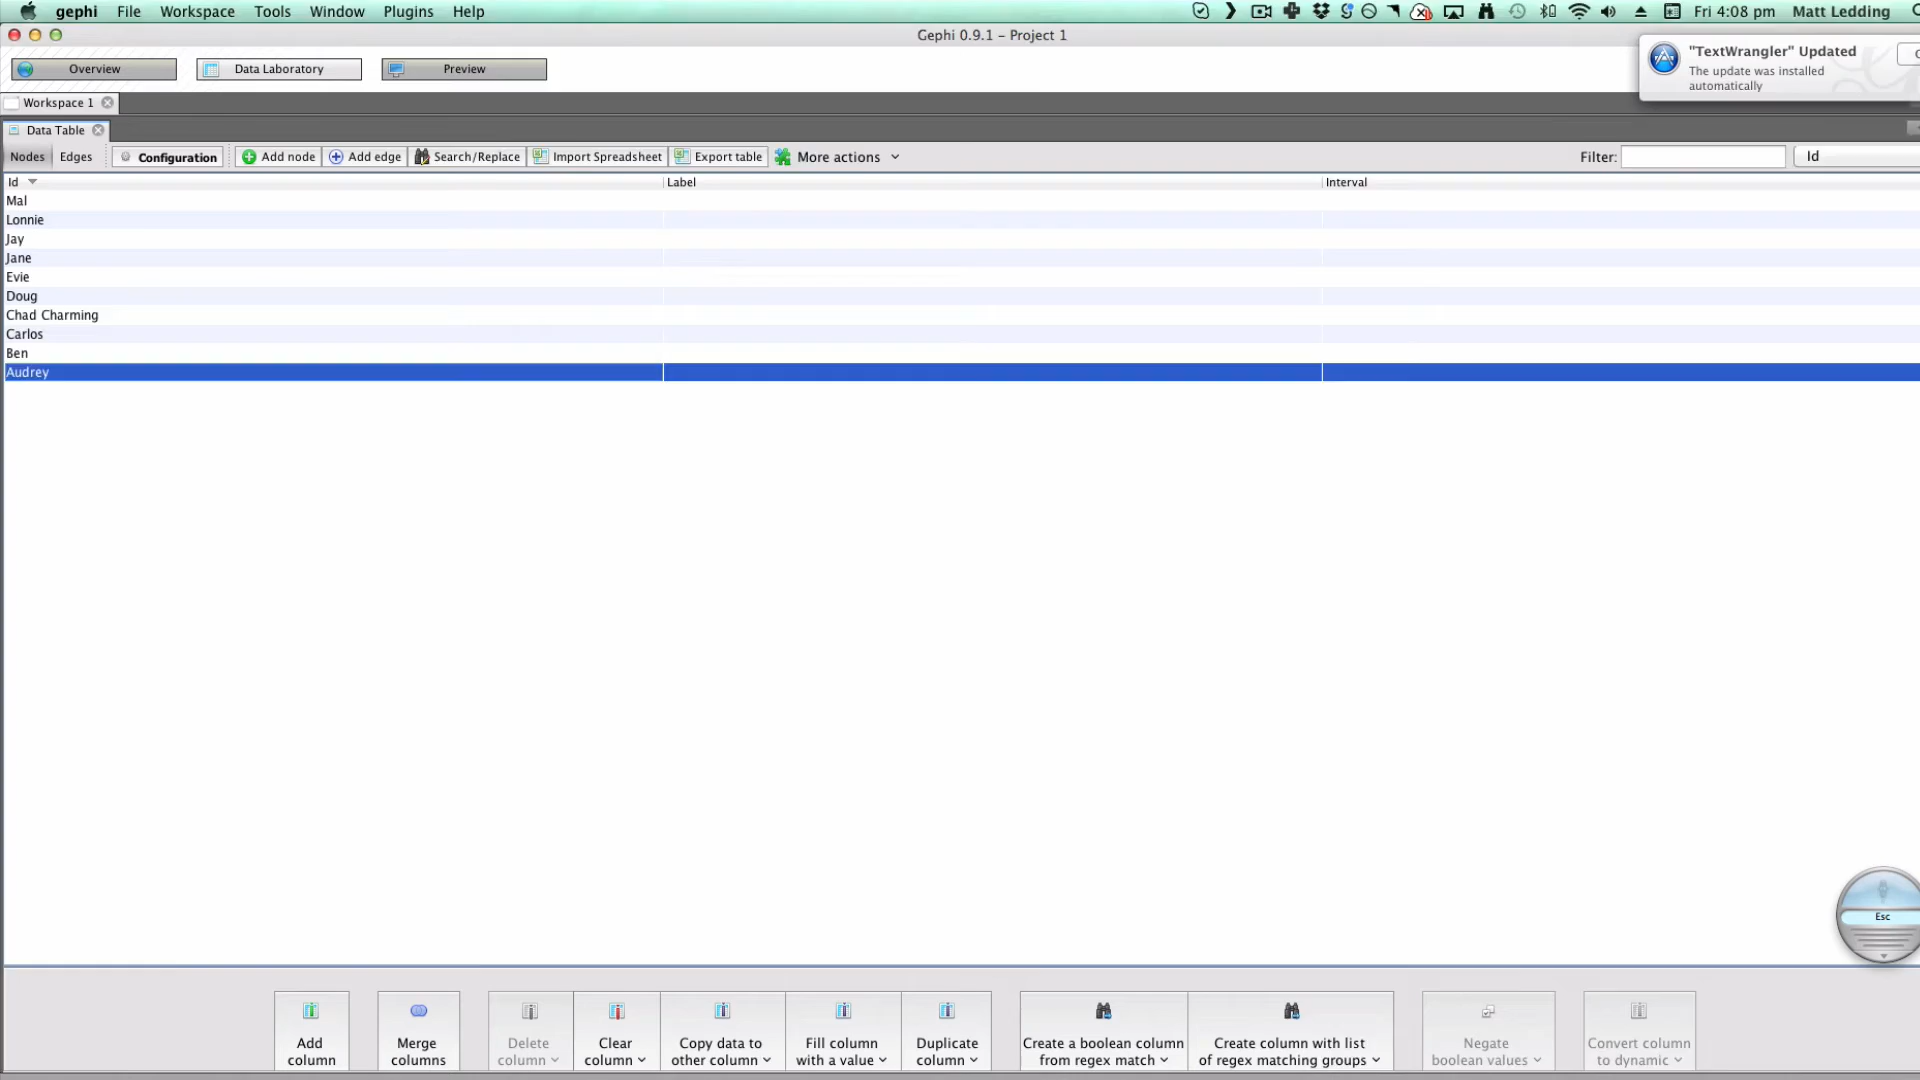 gephi File Workspace Tools Window Plugins Help Fri 4:08 pm Matt Ledding
Gephi 0.9.1 - Project 1
"TextWrangler" Updated
The update was installed
automatically
Overview Data Laboratory Preview
Workspace 1
Data Table
Nodes Edges Configuration Add node Add edge Search/Replace Import Spreadsheet Export table More actions Filter: Id
Id Label Interval
Mal
Lonnie
Jay
Jane
Evie
Doug
Chad Charming
Carlos
Ben
Audrey
Esc
Add column
Merge columns
Delete column
Clear column
Copy data to other column
Fill column with a value
Duplicate column
Create a boolean column from regex match
Create column with list of regex matching groups
Negate boolean values
Convert column to dynamic